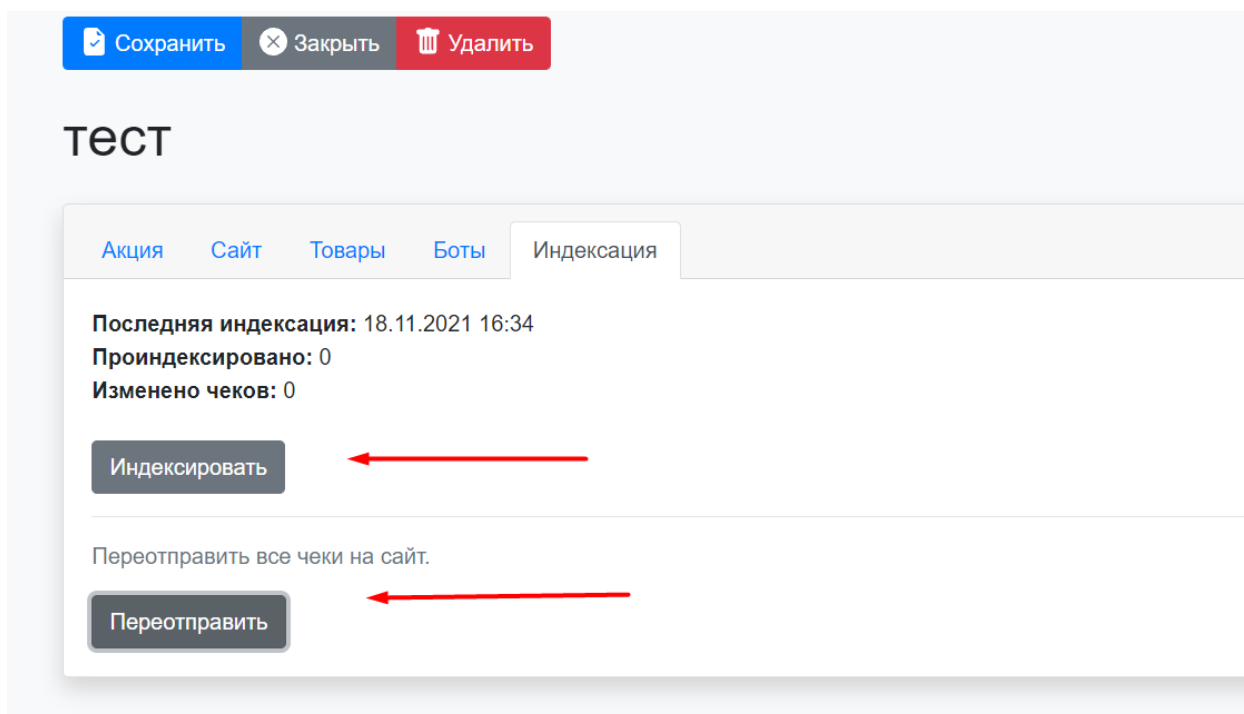 Сохранить Закрыть Удалить
тест
Акция Сайт Товары Боты Индексация
Последняя индексация: 18.11.2021 16:34
Проиндексировано: 0
Изменено чеков: 0
Индексировать
Переотправить все чеки на сайт.
Переотправить